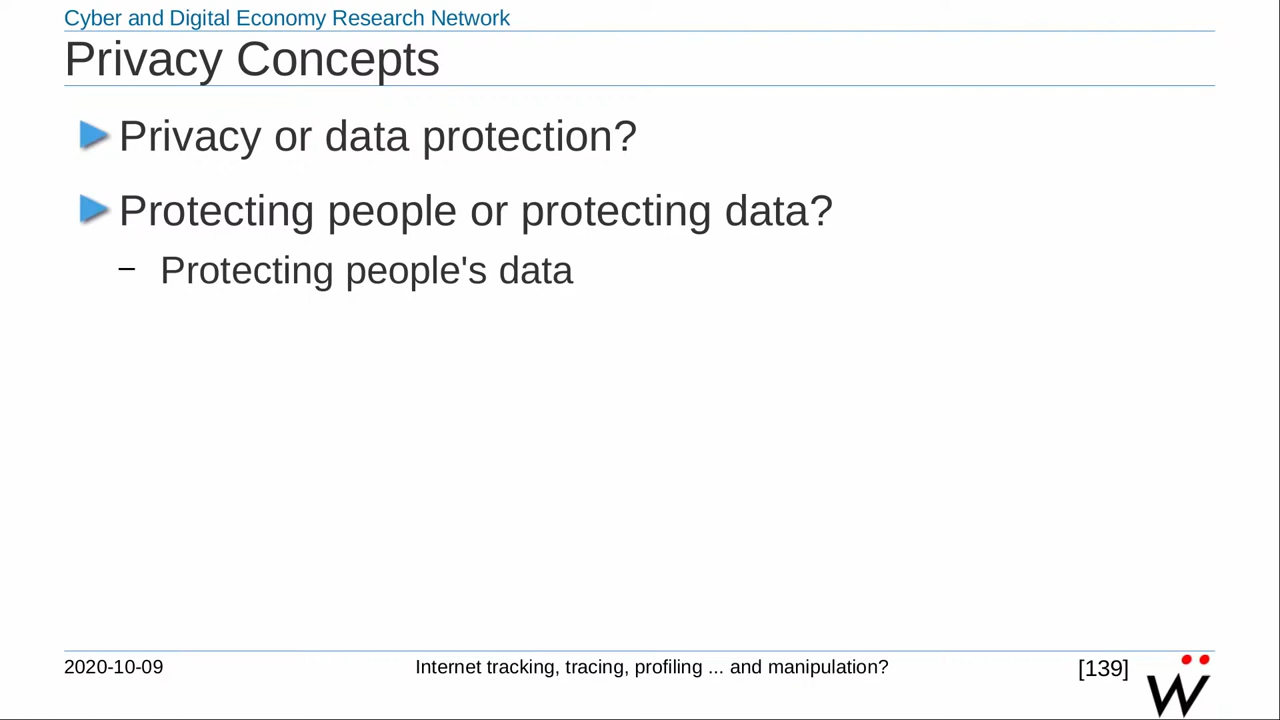 Cyber and Digital Economy Research Network
Privacy Concepts
Privacy or data protection?
Protecting people or protecting data?
– Protecting people's data
2020-10-09
Internet tracking, tracing, profiling ... and manipulation?
[139]
Ẅ